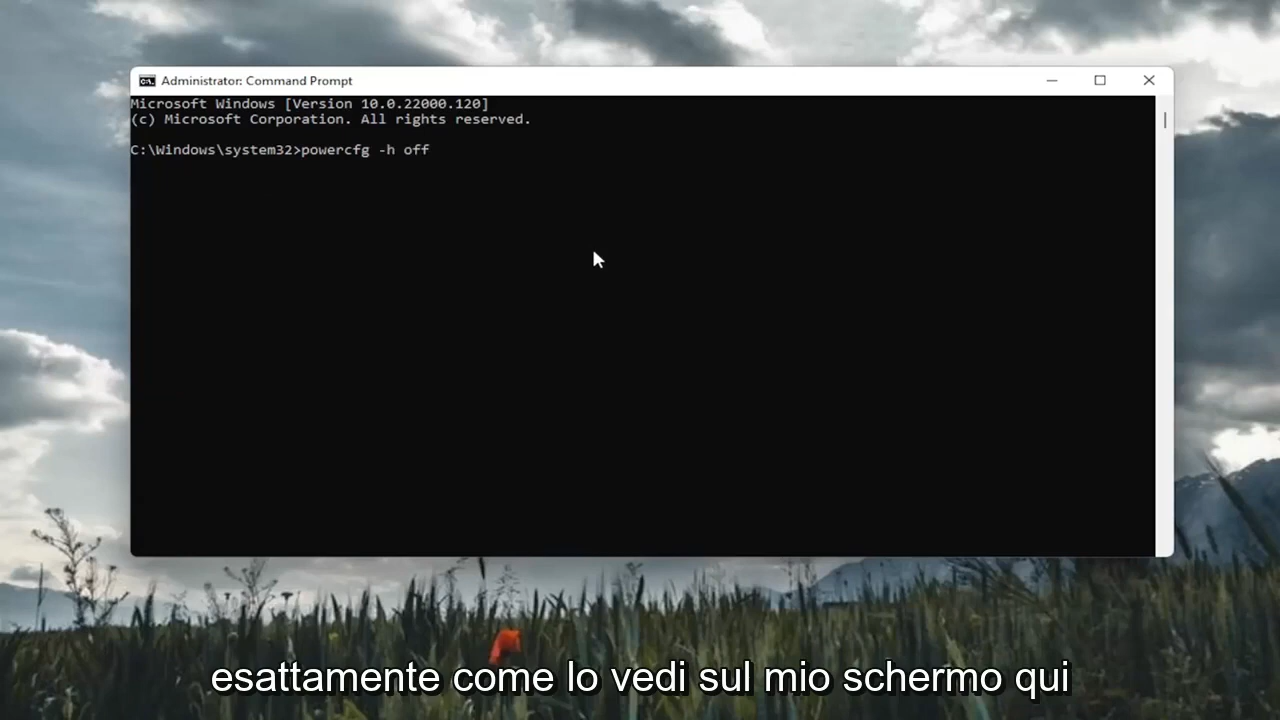 Administrator: Command Prompt
Microsoft Windows [Version 10.0.22000.120]
(c) Microsoft Corporation. All rights reserved.
C:\Windows\system32>powercfg -h off
esattamente come lo vedi sul mio schermo qui